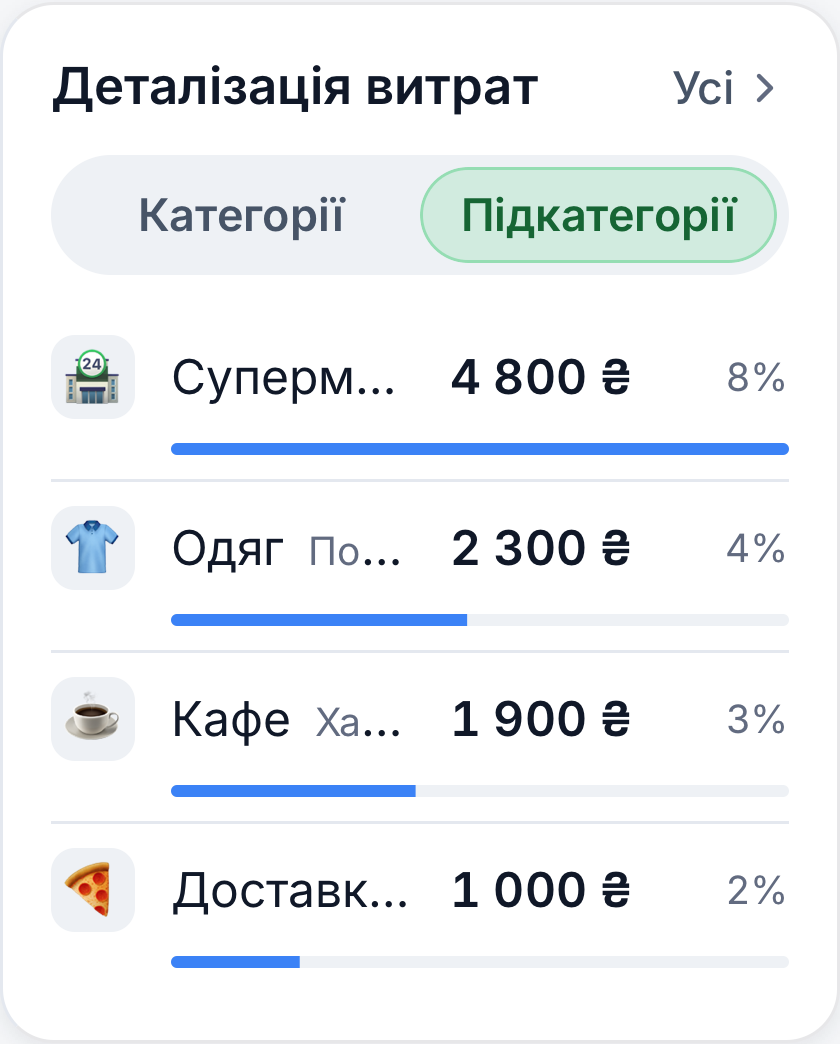 Деталізація витрат Усі
Категорії Підкатегорії
24
Суперм... 4 800 ₴ 8%
Одяг По... 2 300 ₴ 4%
Кафе Ха... 1 900 ₴ 3%
Доставк... 1 000 ₴ 2%